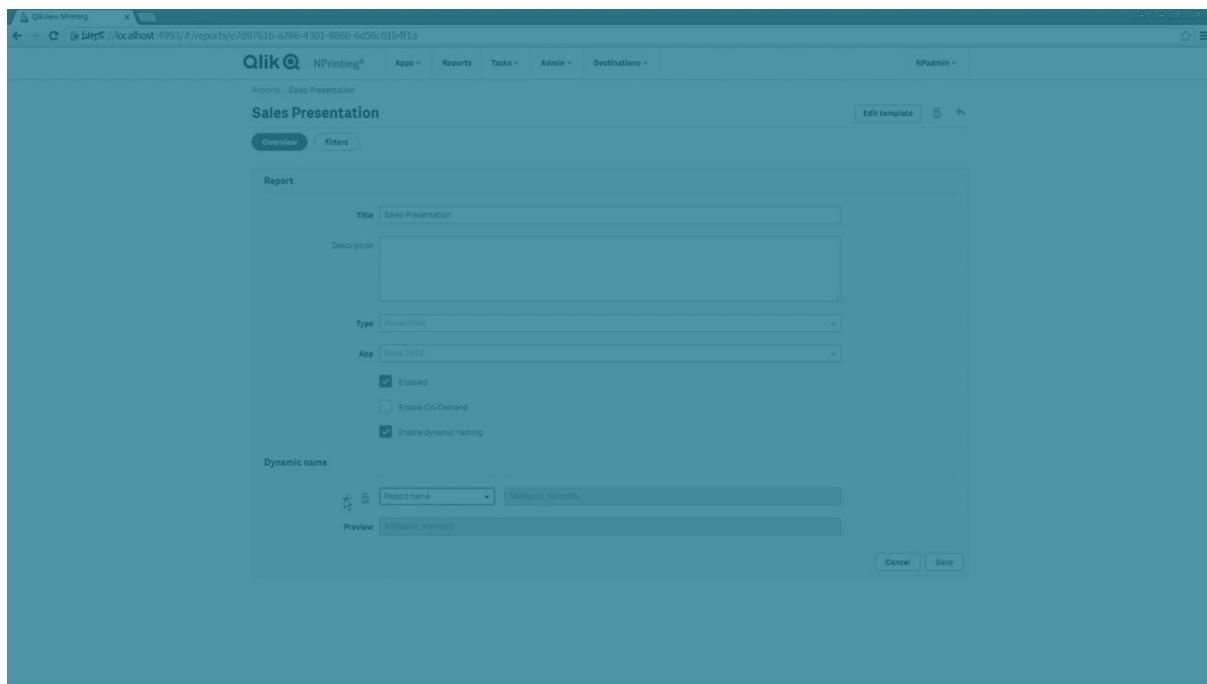 QlikView NPrinting
https://localhost:4993/#/reports/e7d97616-a286-4301-886b-6d56c01b4f1a
Qlik NPrinting® Apps Reports Tasks Admin Destinations NPadmin
Reports / Sales Presentation
Sales Presentation Edit template
Overview Filters
Report
Title Sales Presentation
Description
Type PowerPoint
App
Enabled
Enable On-Demand
Enable dynamic naming
Dynamic name
Report name %%Report_Name%%
Preview %%Report_Name%%
Cancel Save